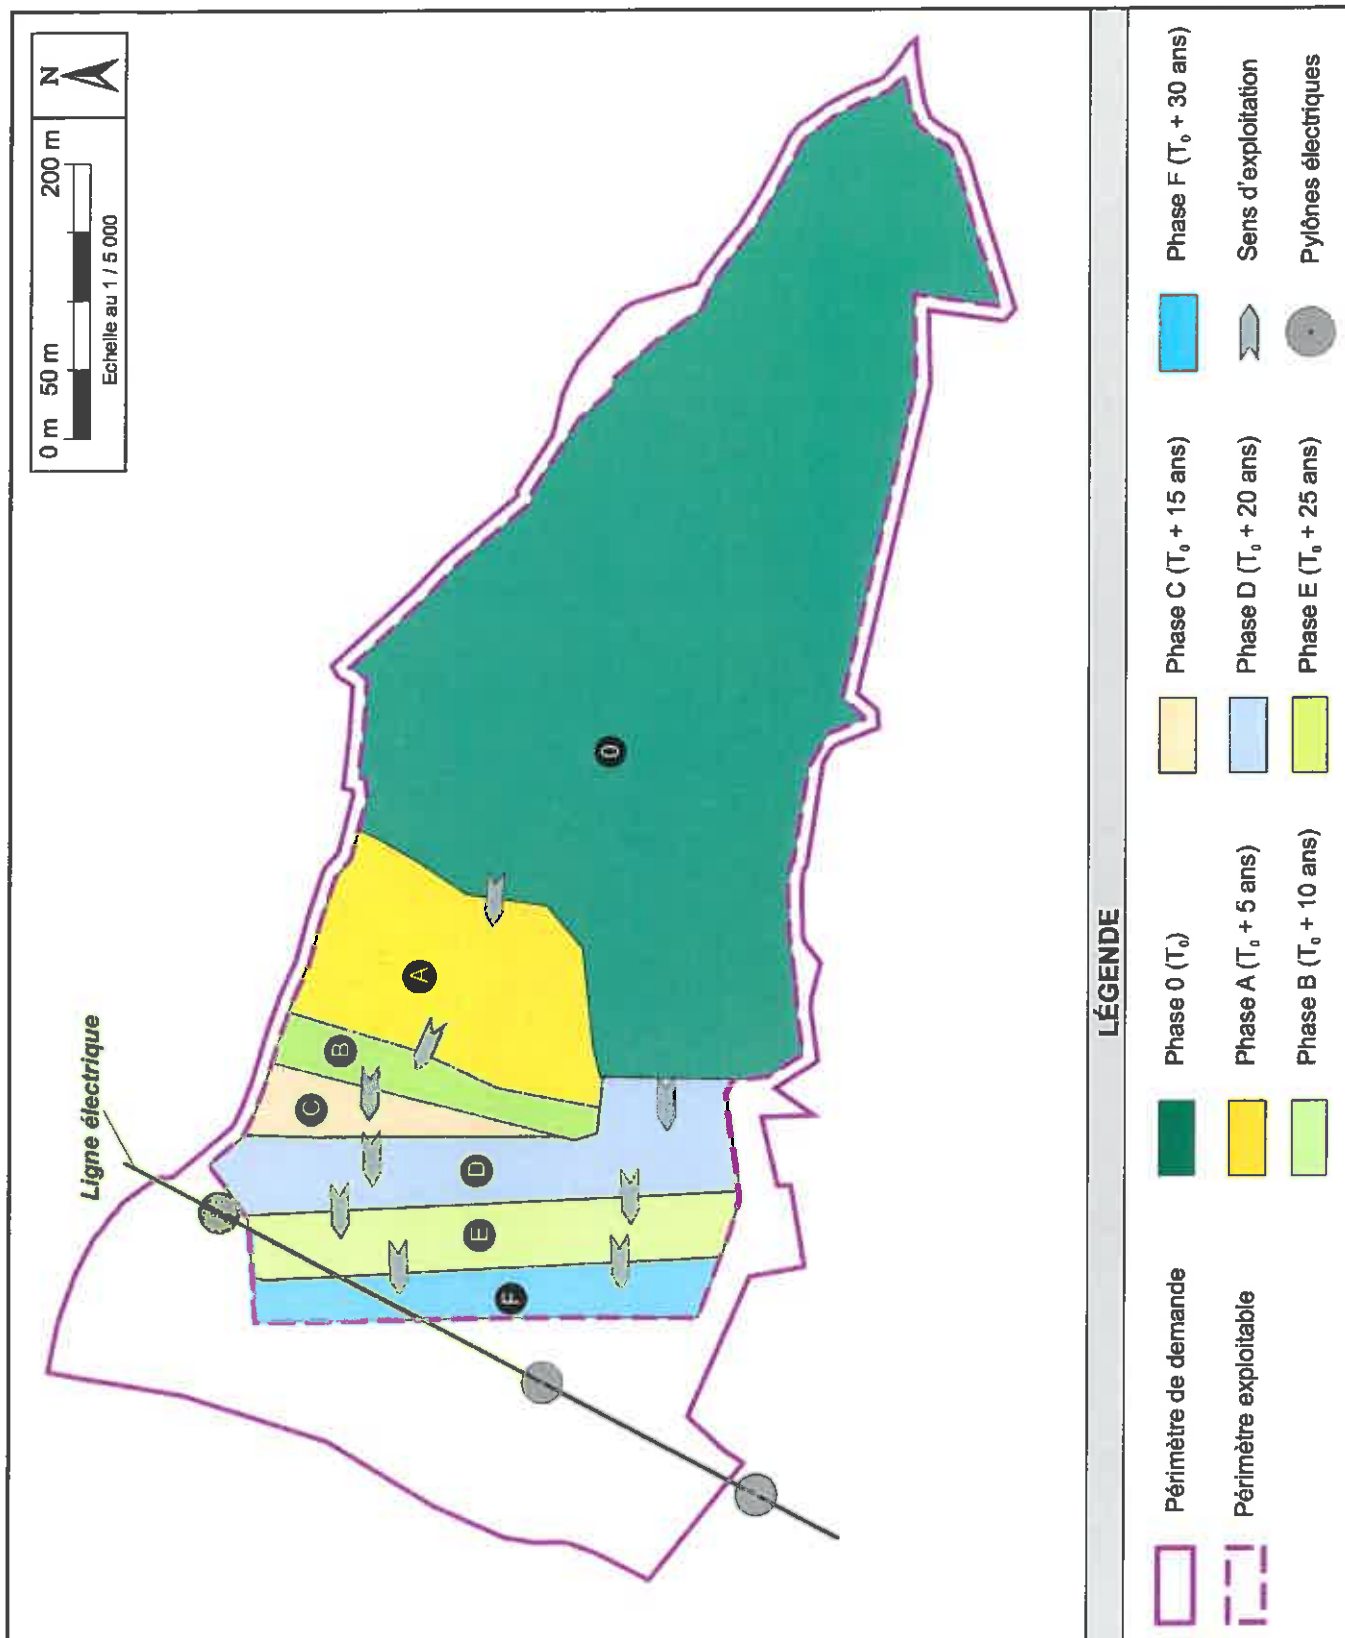 Ligne électrique
F
E
D
C
B
A
0
0 m 50 m 200 m
Echelle au 1 / 5 000
N
LÉGENDE
Périmètre de demande
Périmètre exploitable
Phase 0 (T₀)
Phase A (T₀ + 5 ans)
Phase B (T₀ + 10 ans)
Phase C (T₀ + 15 ans)
Phase D (T₀ + 20 ans)
Phase E (T₀ + 25 ans)
Phase F (T₀ + 30 ans)
Sens d'exploitation
Pylônes électriques